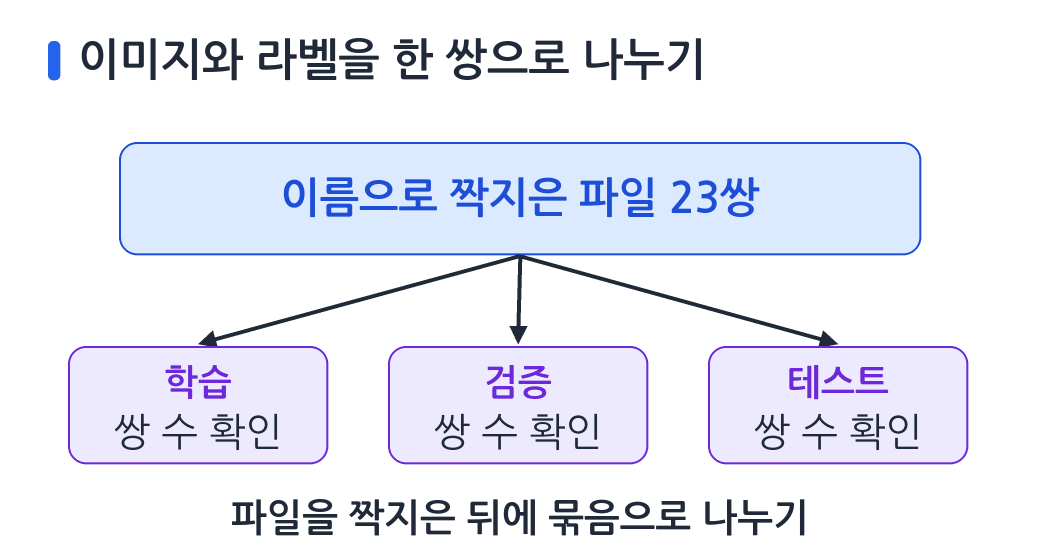 이미지와 라벨을 한 쌍으로 나누기
이름으로 짝지은 파일 23쌍
학습
쌍 수 확인
검증
쌍 수 확인
테스트
쌍 수 확인
파일을 짝지은 뒤에 묶음으로 나누기